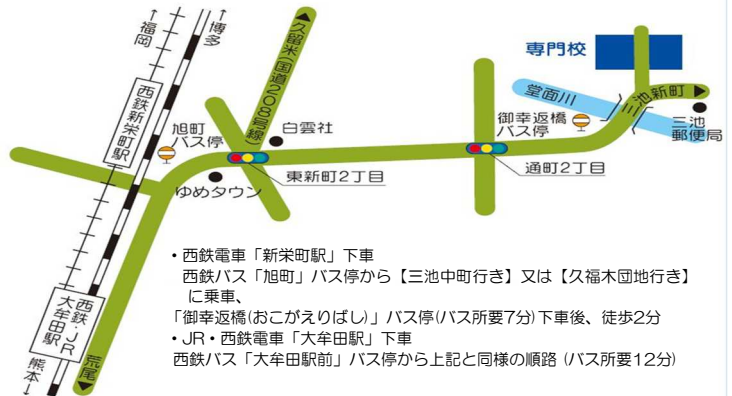 ←福岡
←博多
久留米(国道208号線)
専門校
堂面川
三池新町
三池
郵便局
御幸返橋
バス停
西鉄新栄町駅
旭町
バス停
白雲社
東新町2丁目
通町2丁目
ゆめタウン
・西鉄電車「新栄町駅」下車
西鉄バス「旭町」バス停から【三池中町行き】又は【久福木団地行き】
に乗車、
「御幸返橋(おこがえりばし)」バス停(バス所要7分)下車後、徒歩2分
・JR・西鉄電車「大牟田駅」下車
西鉄バス「大牟田駅前」バス停から上記と同様の順路 (バス所要12分)
西鉄・JR
大牟田駅
荒尾
熊本→